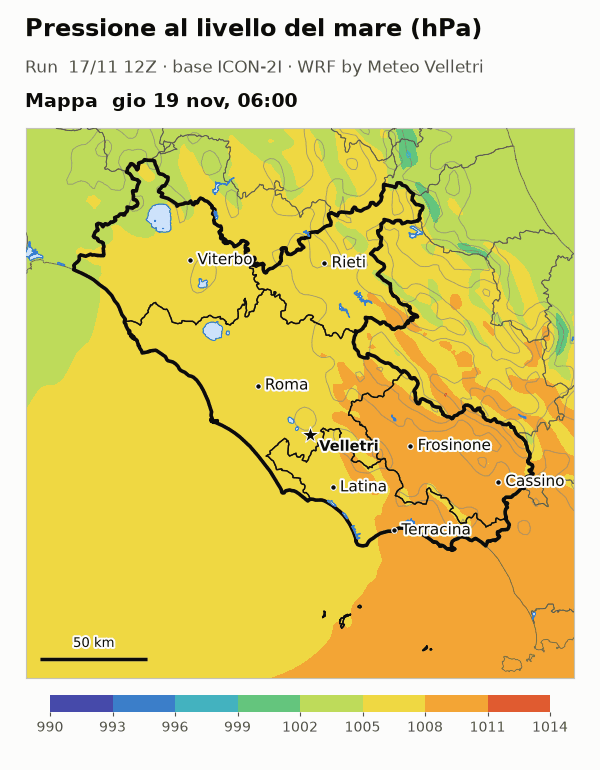 Pressione al livello del mare (hPa)
Run  17/11 12Z · base ICON-2I · WRF by Meteo Velletri
Mappa  gio 19 nov, 06:00
Viterbo
Rieti
Roma
Velletri
Frosinone
Cassino
Latina
Terracina
50 km
990 993 996 999 1002 1005 1008 1011 1014